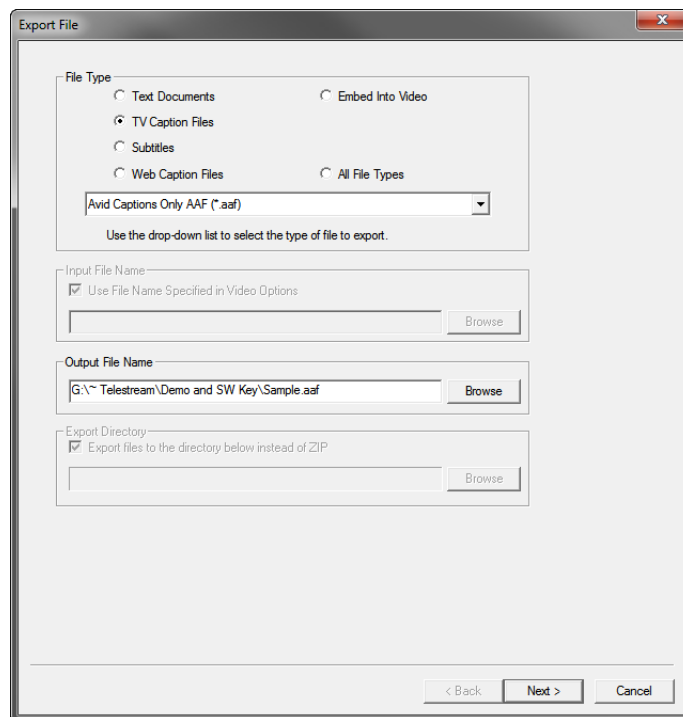 Export File
File Type
Text Documents
Embed Into Video
TV Caption Files
Subtitles
Web Caption Files
All File Types
Avid Captions Only AAF (*.aaf)
Use the drop-down list to select the type of file to export.
Input File Name
Use File Name Specified in Video Options
Browse
Output File Name
G:\~ Telestream\Demo and SW Key\Sample.aaf
Browse
Export Directory
Export files to the directory below instead of ZIP
Browse
< Back
Next >
Cancel